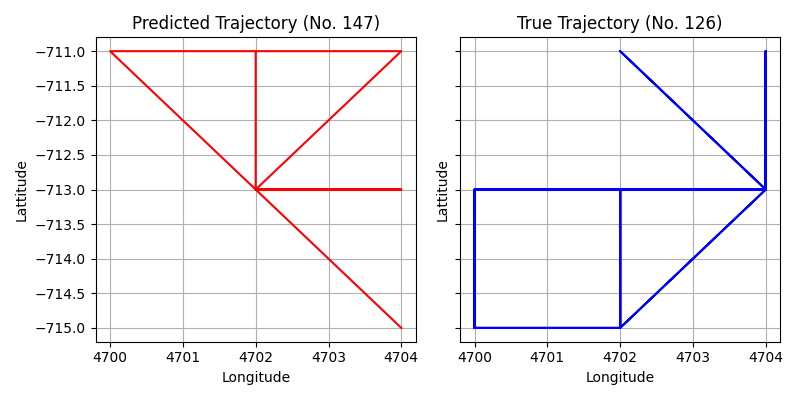 Predicted Trajectory (No. 147)
True Trajectory (No. 126)
−711.0
−711.5
−712.0
−712.5
−713.0
−713.5
−714.0
−714.5
−715.0
Lattitude
Lattitude
4700 4701 4702 4703 4704
4700 4701 4702 4703 4704
Longitude
Longitude